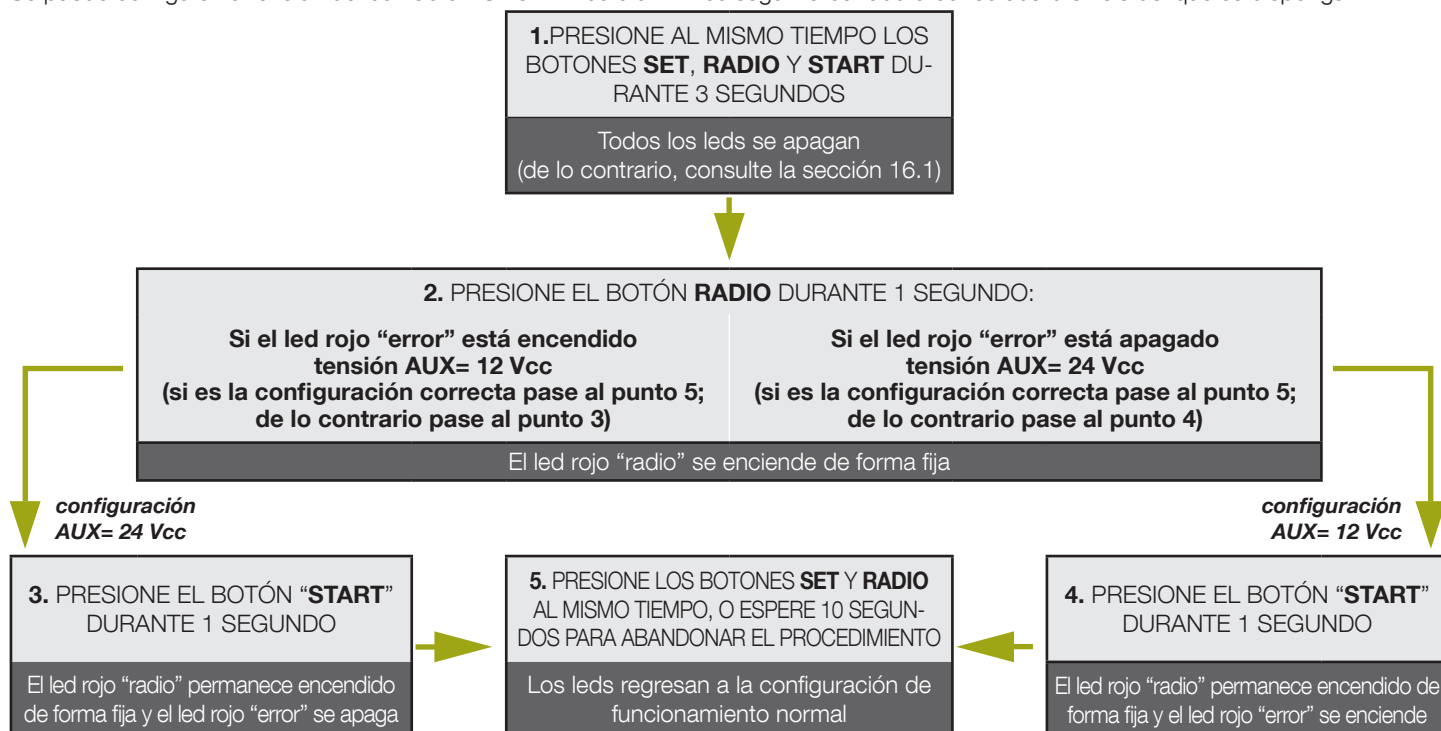 1.PRESIONE AL MISMO TIEMPO LOS
BOTONES SET, RADIO Y START DU-
RANTE 3 SEGUNDOS
Todos los leds se apagan
(de lo contrario, consulte la sección 16.1)
2. PRESIONE EL BOTÓN RADIO DURANTE 1 SEGUNDO:
Si el led rojo “error” está encendido
tensión AUX= 12 Vcc
(si es la configuración correcta pase al punto 5;
de lo contrario pase al punto 3)
Si el led rojo “error” está apagado
tensión AUX= 24 Vcc
(si es la configuración correcta pase al punto 5;
de lo contrario pase al punto 4)
El led rojo “radio” se enciende de forma fija
configuración
AUX= 24 Vcc
configuración
AUX= 12 Vcc
3. PRESIONE EL BOTÓN “START”
DURANTE 1 SEGUNDO
El led rojo “radio” permanece encendido
de forma fija y el led rojo “error” se apaga
5. PRESIONE LOS BOTONES SET Y RADIO
AL MISMO TIEMPO, O ESPERE 10 SEGUN-
DOS PARA ABANDONAR EL PROCEDIMIENTO
Los leds regresan a la configuración de
funcionamiento normal
4. PRESIONE EL BOTÓN “START”
DURANTE 1 SEGUNDO
El led rojo “radio” permanece encendido de
forma fija y el led rojo “error” se enciende